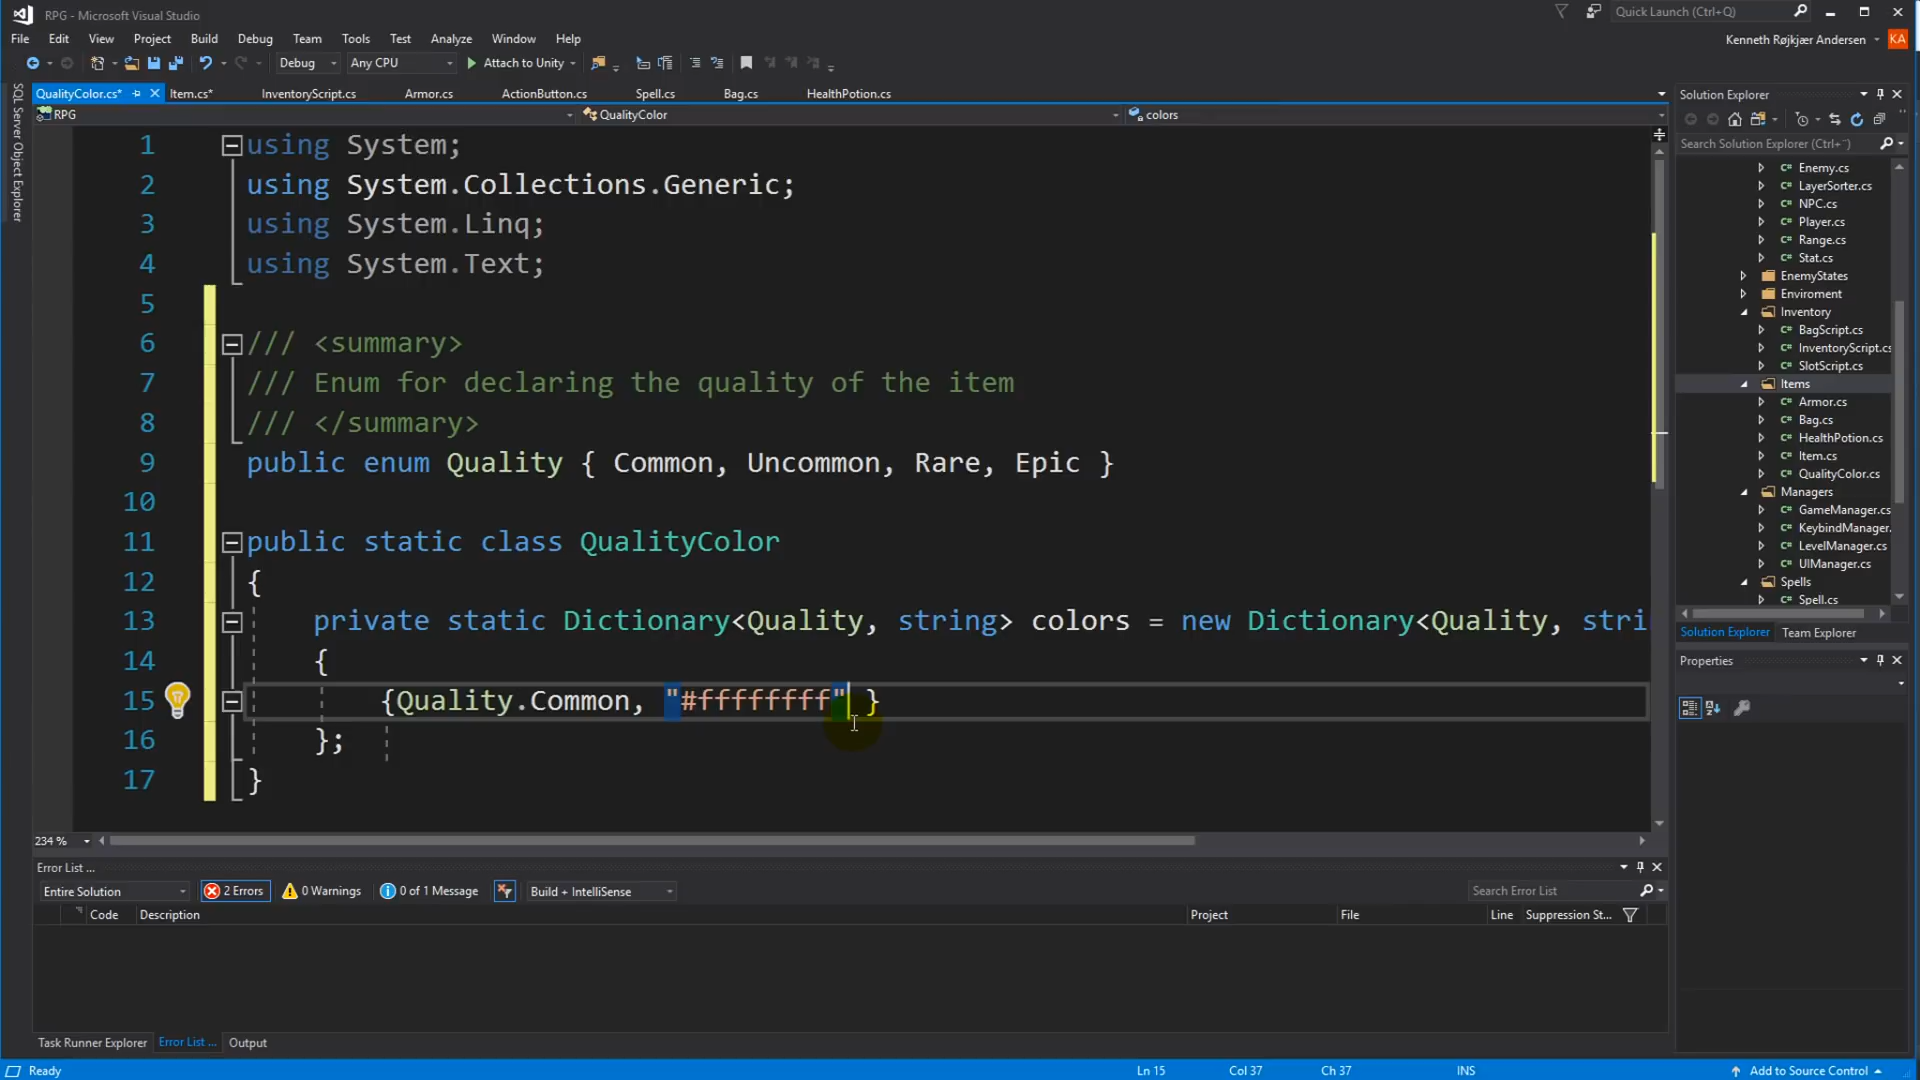 RPG - Microsoft Visual Studio
Quick Launch (Ctrl+Q)
File Edit View Project Build Debug Team Tools Test Analyze Window Help
Kenneth Røjkjær Andersen KA
Debug Any CPU Attach to Unity
SQL Server Object Explorer
QualityColor.cs* Item.cs* InventoryScript.cs Armor.cs ActionButton.cs Spell.cs Bag.cs HealthPotion.cs
RPG QualityColor colors
1 using System;
2 using System.Collections.Generic;
3 using System.Linq;
4 using System.Text;
5
6 /// <summary>
7 /// Enum for declaring the quality of the item
8 /// </summary>
9 public enum Quality { Common, Uncommon, Rare, Epic }
10
11 public static class QualityColor
12 {
13 private static Dictionary<Quality, string> colors = new Dictionary<Quality, stri
14 {
15 {Quality.Common, "#ffffffff" }
16 };
17 }
234 %
Solution Explorer
Search Solution Explorer (Ctrl+¨)
Enemy.cs
LayerSorter.cs
NPC.cs
Player.cs
Range.cs
Stat.cs
EnemyStates
Enviroment
Inventory
BagScript.cs
InventoryScript.cs
SlotScript.cs
Items
Armor.cs
Bag.cs
HealthPotion.cs
Item.cs
QualityColor.cs
Managers
GameManager.cs
KeybindManager.
LevelManager.cs
UIManager.cs
Spells
Spell.cs
Solution Explorer Team Explorer
Properties
Error List ...
Entire Solution 2 Errors 0 Warnings 0 of 1 Message Build + IntelliSense Search Error List
Code Description Project File Line Suppression St...
Task Runner Explorer Error List ... Output
Ready Ln 15 Col 37 Ch 37 INS Add to Source Control